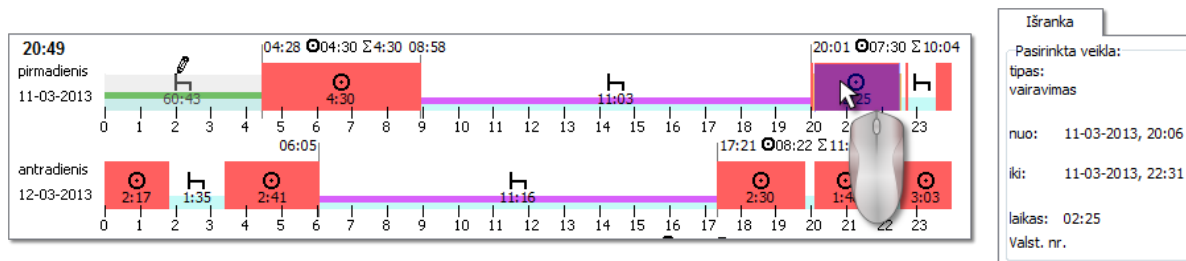 20:49
04:28 04:30 Σ4:30 08:58
20:01 07:30 Σ10:04
pirmadienis
11-03-2013
60:43
4:30
11:03
0 1 2 3 4 5 6 7 8 9 10 11 12 13 14 15 16 17 18 19 20 21 22 23
06:05
17:21 08:22 Σ11:
antradienis
12-03-2013
2:17
1:35
2:41
11:16
2:30
3:03
0 1 2 3 4 5 6 7 8 9 10 11 12 13 14 15 16 17 18 19 20 21 22 23
Išranka
Pasirinkta veikla:
tipas:
vairavimas
nuo: 11-03-2013, 20:06
iki: 11-03-2013, 22:31
laikas: 02:25
Valst. nr.